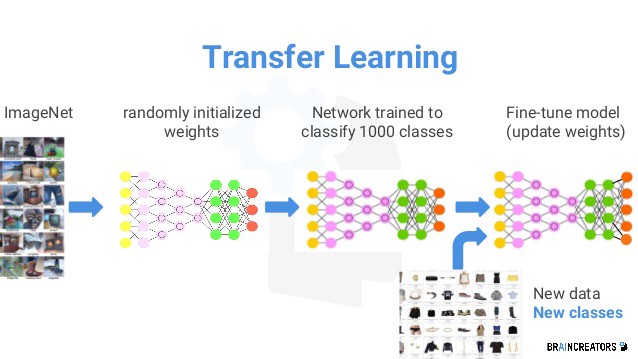 Transfer Learning
ImageNet
randomly initialized
weights
Network trained to
classify 1000 classes
Fine-tune model
(update weights)
New data
New classes
BRAINCREATORS